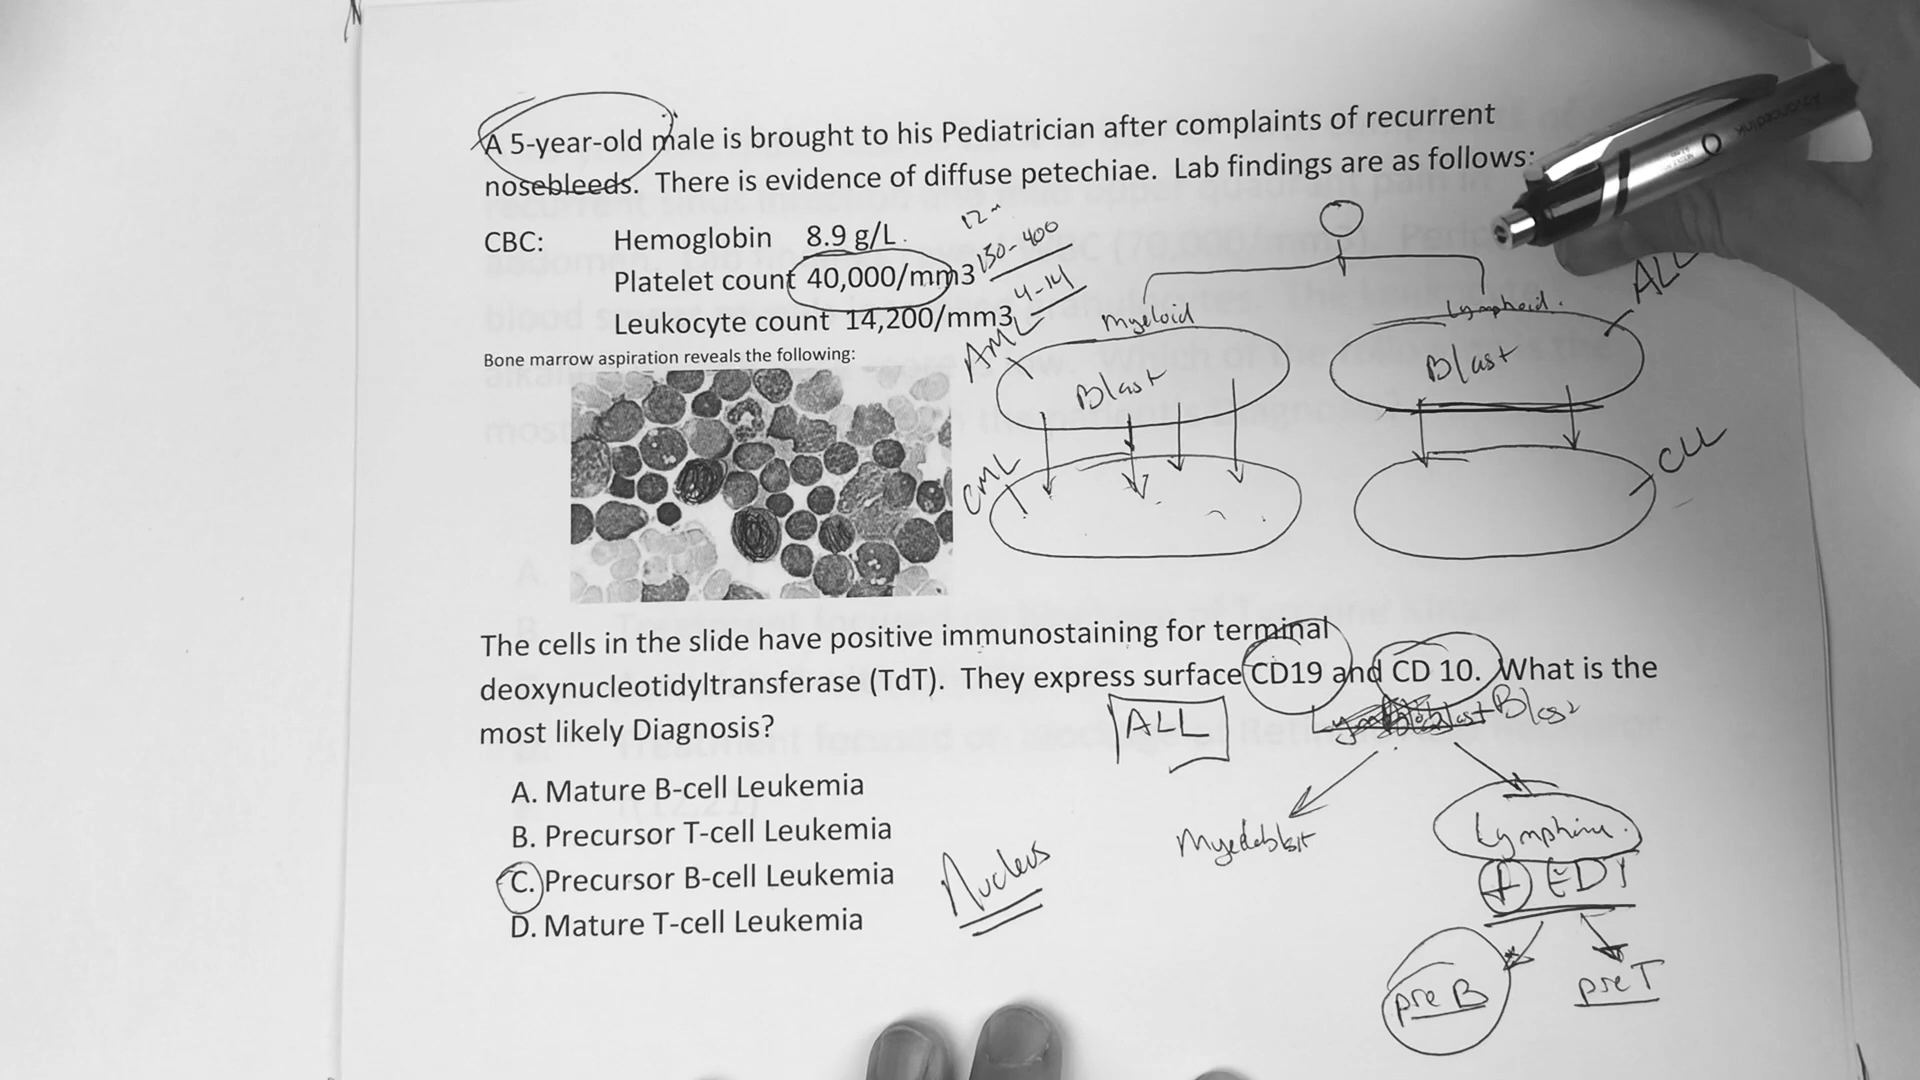 A 5-year-old male is brought to his Pediatrician after complaints of recurrent
nosebleeds. There is evidence of diffuse petechiae. Lab findings are as follows:
CBC: Hemoglobin 8.9 g/L 12-
Platelet count 40,000/mm3 150-400
Leukocyte count 14,200/mm3 4-14
Bone marrow aspiration reveals the following:
Myeloid Lymphoid.
AML Blast Blast ALL
CML CLL
The cells in the slide have positive immunostaining for terminal
deoxynucleotidyltransferase (TdT). They express surface CD19 and CD 10. What is the
most likely Diagnosis?
ALL Blast
A. Mature B-cell Leukemia
B. Precursor T-cell Leukemia
C. Precursor B-cell Leukemia
D. Mature T-cell Leukemia
Nucleus
Myeloblast
+
pre B pre T